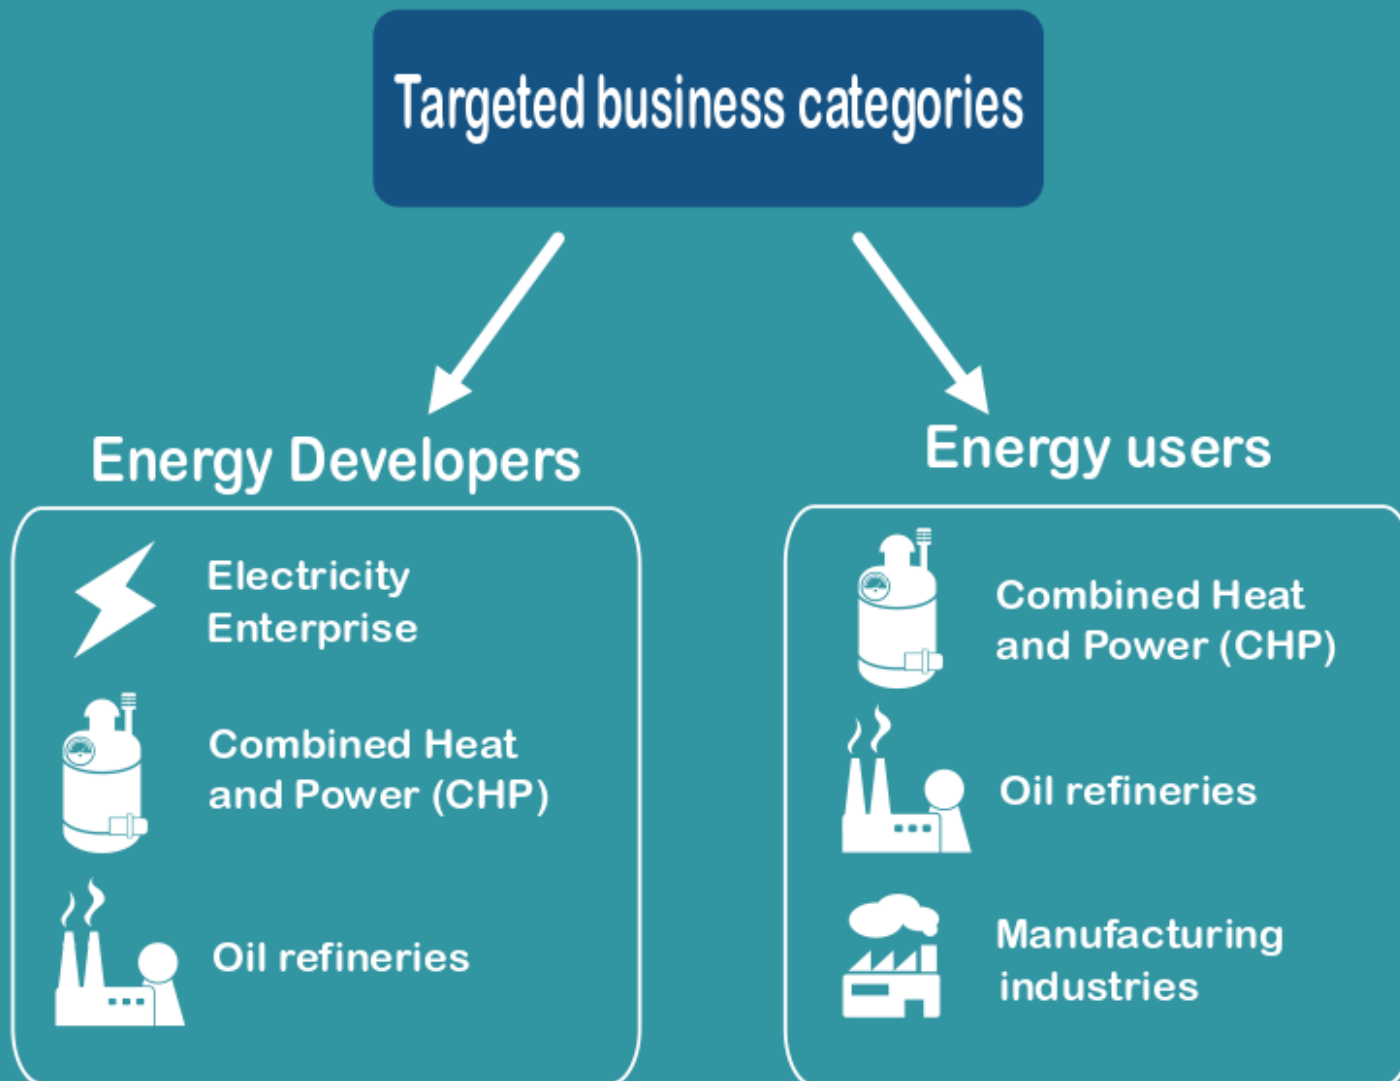 Targeted business categories
Energy Developers
Electricity
Enterprise
Combined Heat
and Power (CHP)
Oil refineries
Energy users
Combined Heat
and Power (CHP)
Oil refineries
Manufacturing
industries